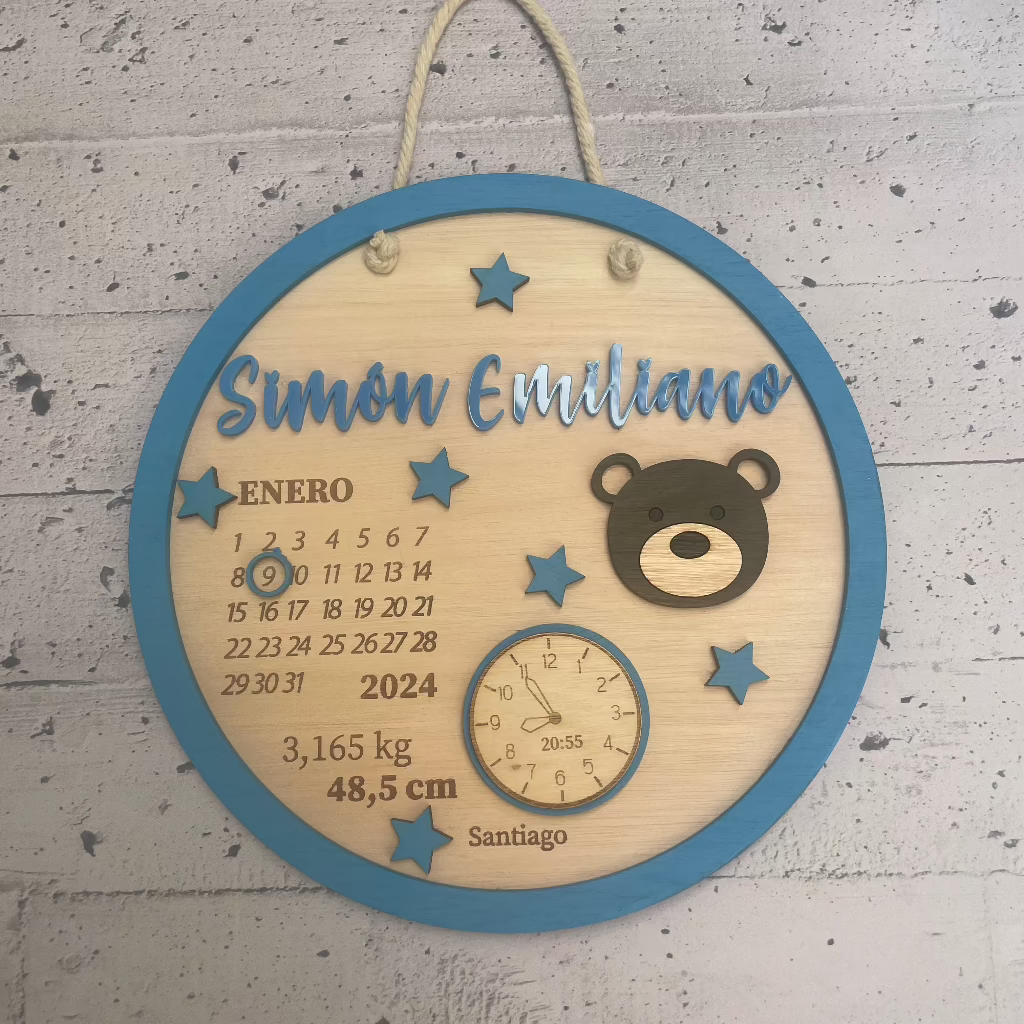 Simón Emiliano
ENERO
1 2 3 4 5 6 7
8 9 10 11 12 13 14
15 16 17 18 19 20 21
22 23 24 25 26 27 28
29 30 31
2024
3,165 kg
48,5 cm
12 1 2 3 4 5 6 7 8 9 10 11
20:55
Santiago